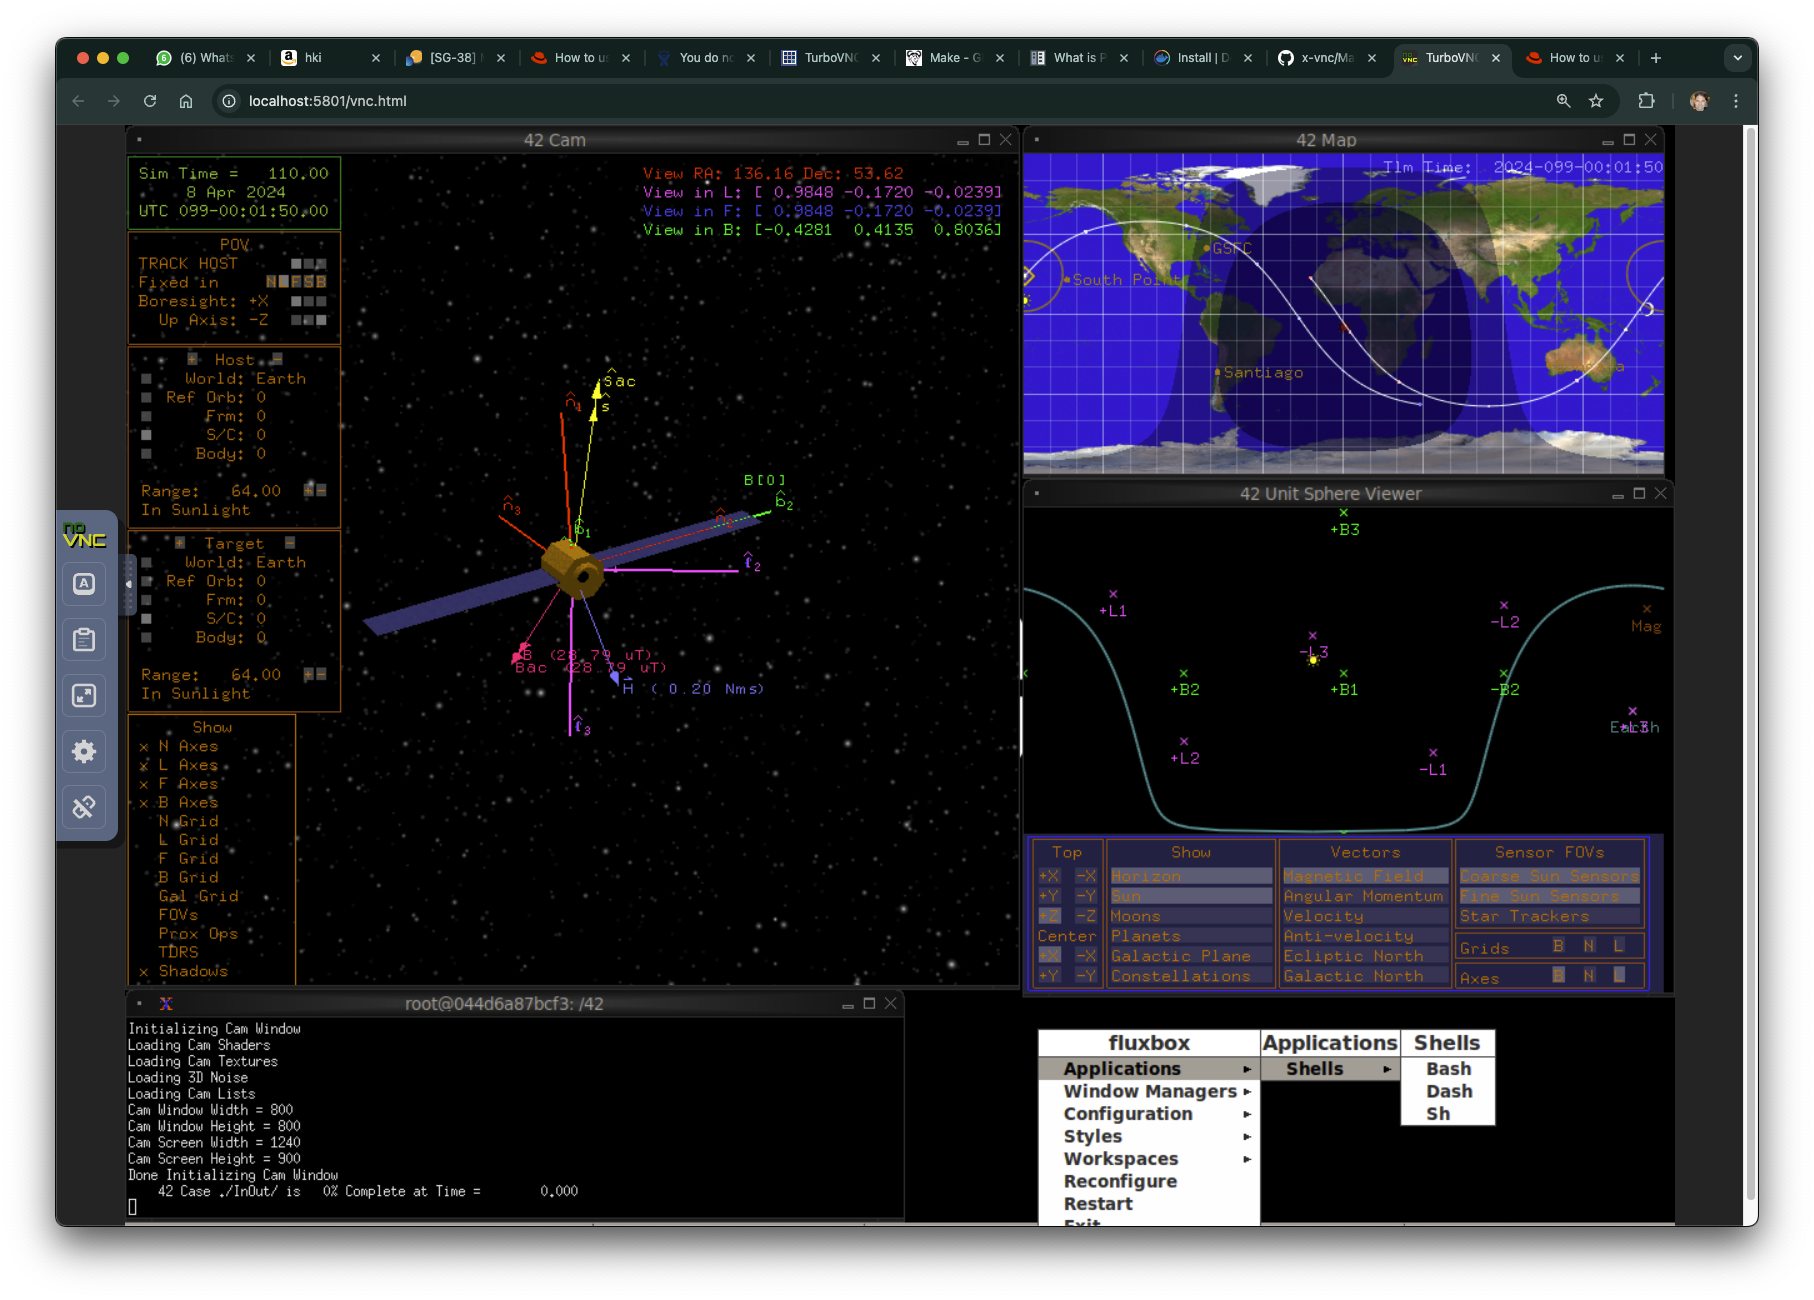 (6) Whats
hki
[SG-38]
How to us
You do no
TurboVNC
Make - G
What is P
Install | D
x-vnc/Ma
TurboVNC
How to us
localhost:5801/vnc.html
42 Cam
Sim Time = 110.00
8 Apr 2024
UTC 099-00:01:50.00
View RA: 136.16 Dec: 53.62
View in L: [ 0.9848 -0.1720 -0.0239]
View in F: [ 0.9848 -0.1720 -0.0239]
View in B: [-0.4281 0.4135 0.8036]
POV
TRACK HOST
Fixed in N L F S B
Boresight: +X
Up Axis: -Z
+ Host -
World: Earth
Ref Orb: 0
Frm: 0
S/C: 0
Body: 0
Range: 64.00 + -
In Sunlight
+ Target -
World: Earth
Ref Orb: 0
Frm: 0
S/C: 0
Body: 0
Range: 64.00 + -
In Sunlight
Show
x N Axes
x L Axes
x F Axes
x B Axes
N Grid
L Grid
F Grid
B Grid
Gal Grid
FOVs
Prox Ops
TDRS
x Shadows
sac
s
n1
n3
B[0]
b2
b1
l2
B (28.79 uT)
Bac (28.79 uT)
H ( 0.20 Nms)
l3
no
VNC
A
42 Map
Tlm Time: 2024-099-00:01:50
GSFC
South Point
Santiago
42 Unit Sphere Viewer
+B3
+L1
-L2
Mag
-L3
+B2
+B1
-B2
+L3
Earth
+L2
-L1
Top
+X -X
+Y -Y
+Z -Z
Center
+X -X
+Y -Y
Show
Horizon
Sun
Moons
Planets
Galactic Plane
Constellations
Vectors
Magnetic Field
Angular Momentum
Velocity
Anti-velocity
Ecliptic North
Galactic North
Sensor FOVs
Coarse Sun Sensors
Fine Sun Sensors
Star Trackers
Grids B N L
Axes B N L
root@044d6a87bcf3: /42
Initializing Cam Window
Loading Cam Shaders
Loading Cam Textures
Loading 3D Noise
Loading Cam Lists
Cam Window Width = 800
Cam Window Height = 800
Cam Screen Width = 1240
Cam Screen Height = 900
Done Initializing Cam Window
42 Case ./InOut/ is 0% Complete at Time = 0.000
fluxbox
Applications
Window Managers
Configuration
Styles
Workspaces
Reconfigure
Restart
Exit
Applications
Shells
Shells
Bash
Dash
Sh